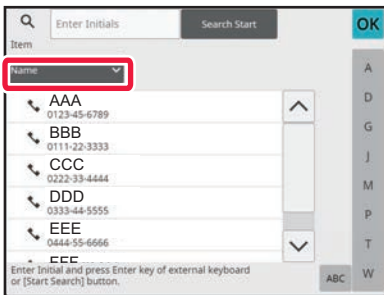 Enter Initials
Search Start
OK
Item
Name
A
AAA
0123-45-6789
D
BBB
0111-22-3333
G
CCC
0222-33-4444
J
DDD
0333-44-5555
M
P
EEE
0444-55-6666
T
EEE
Enter Initial and press Enter key of external keyboard
or [Start Search] button.
ABC
W